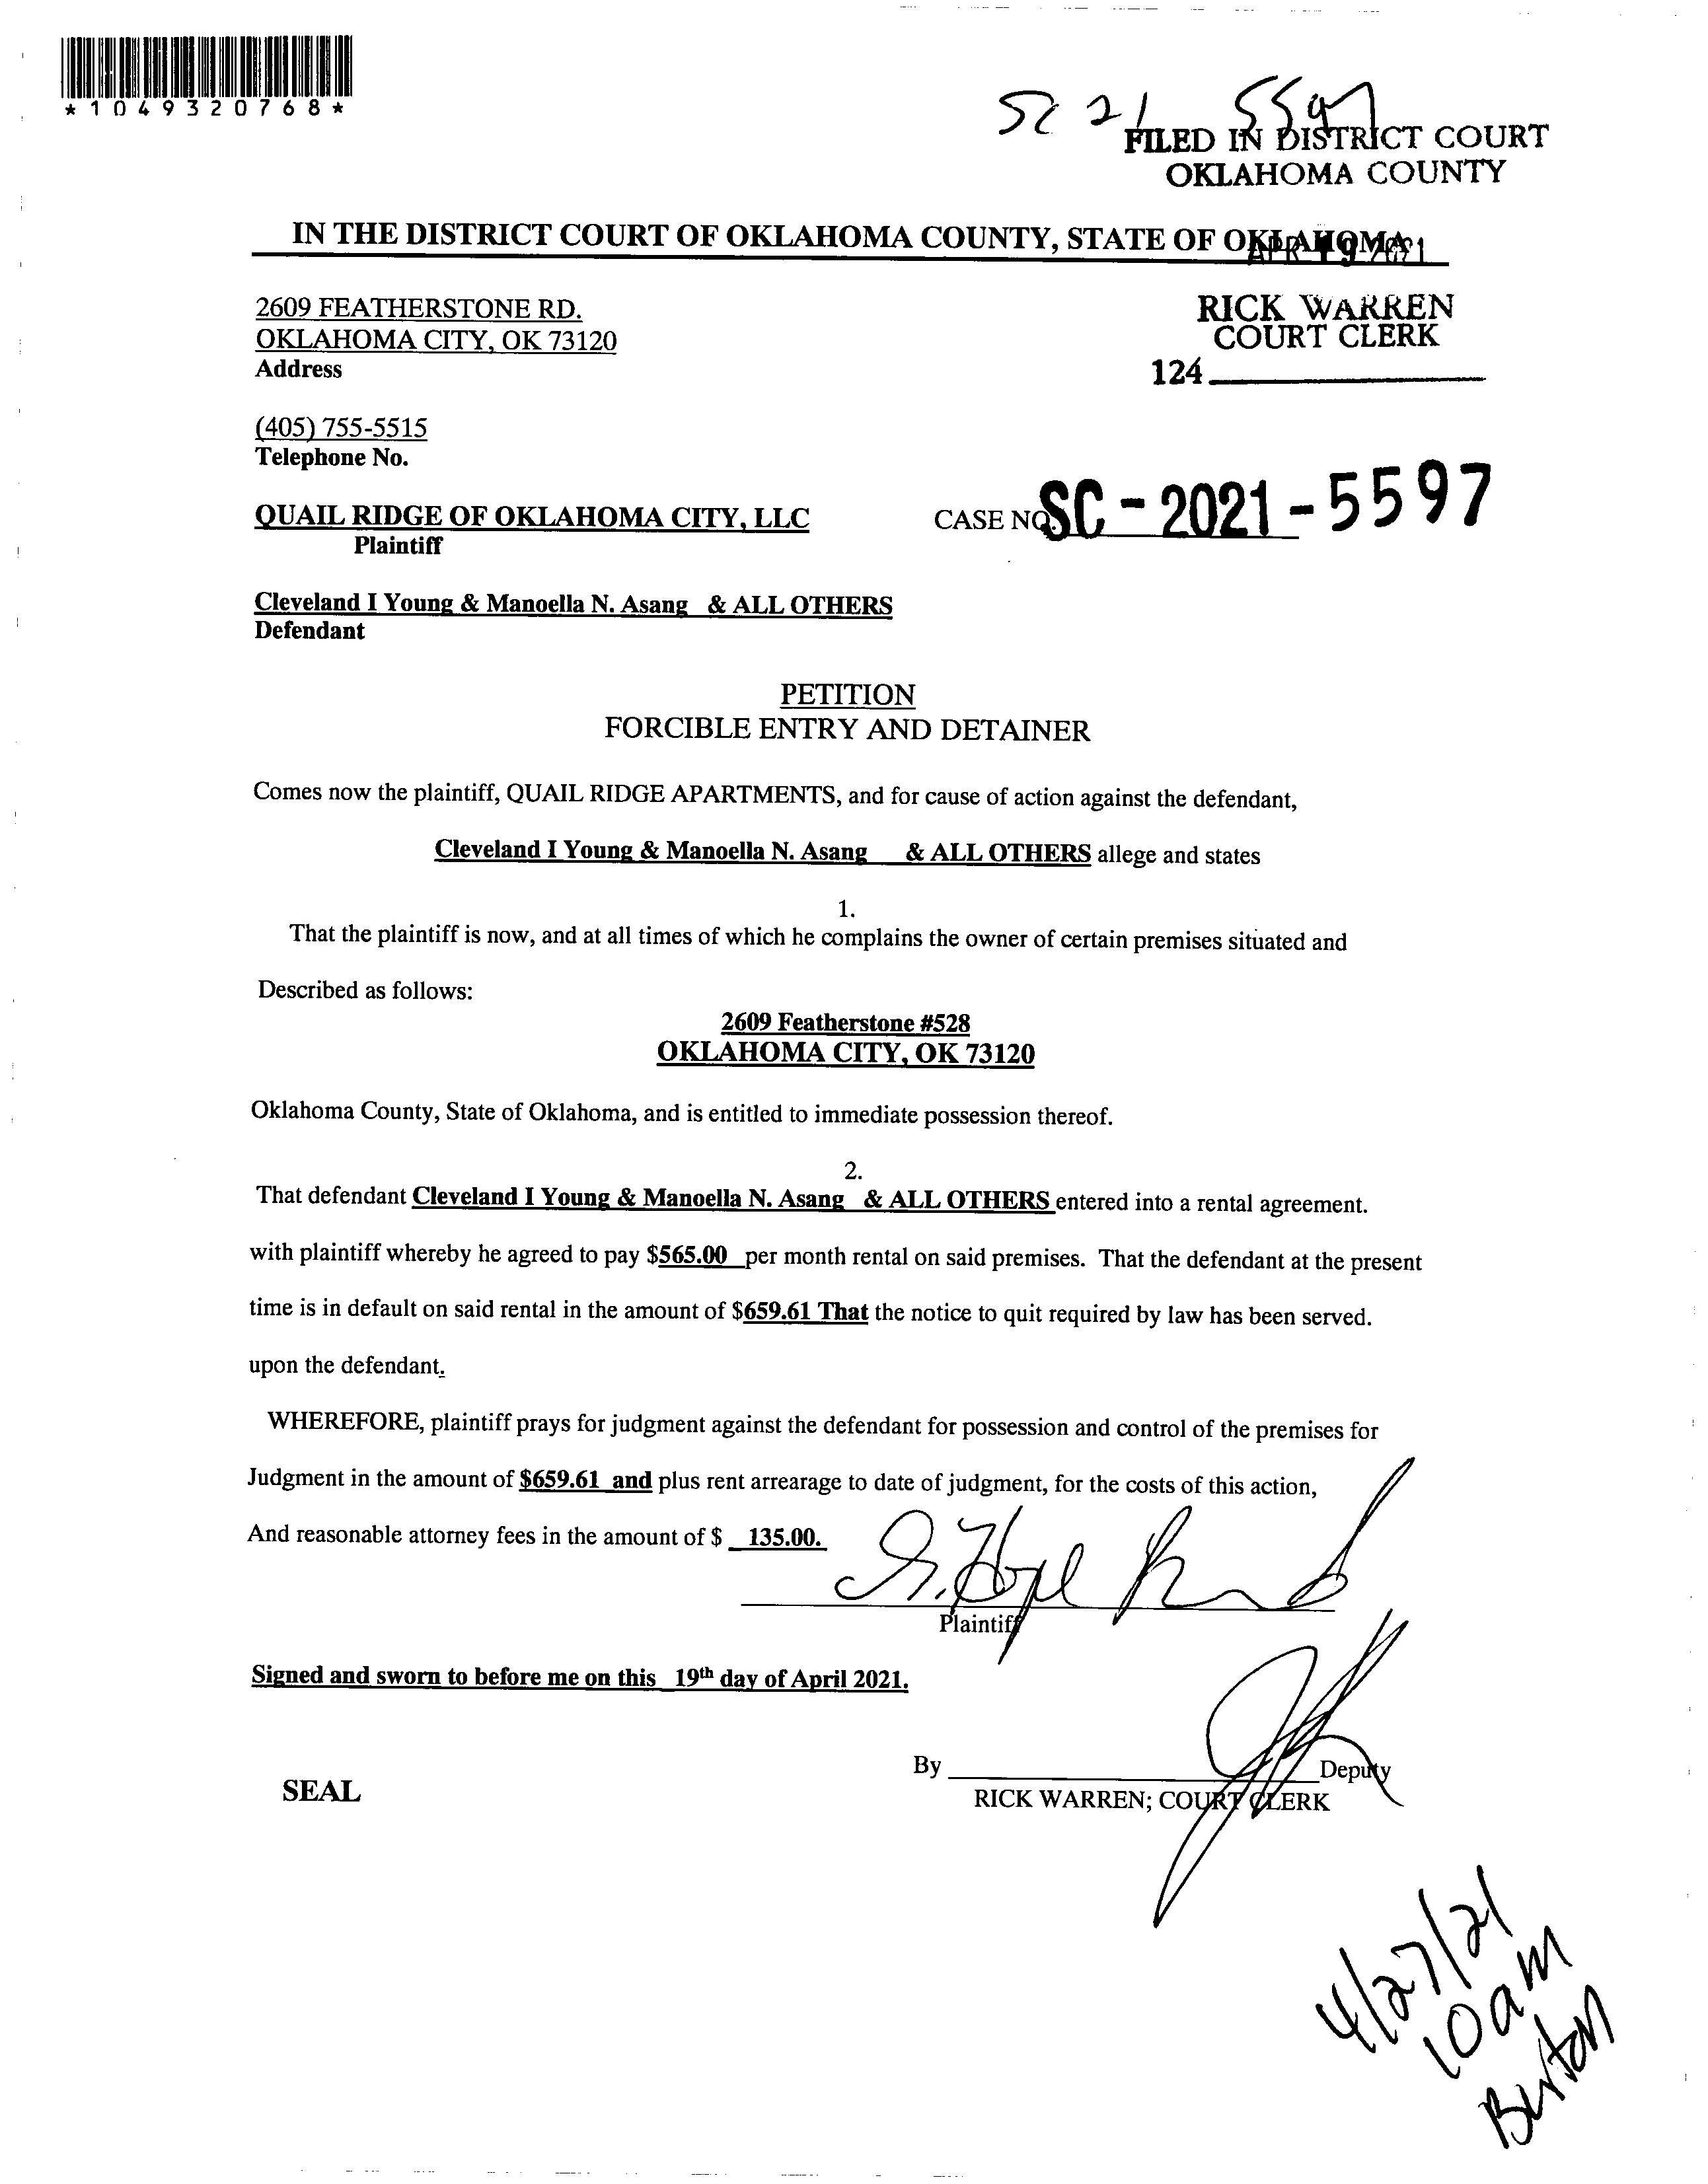 *1049320768*
SC 21 5597
FILED IN DISTRICT COURT
OKLAHOMA COUNTY
IN THE DISTRICT COURT OF OKLAHOMA COUNTY, STATE OF OKLAHOMA
APR 19 2021
2609 FEATHERSTONE RD.
OKLAHOMA CITY, OK 73120
Address
RICK WARREN
COURT CLERK
124
(405) 755-5515
Telephone No.
QUAIL RIDGE OF OKLAHOMA CITY, LLC
Plaintiff
CASE NO. SC-2021-5597
Cleveland I Young & Manoella N. Asang & ALL OTHERS
Defendant
PETITION
FORCIBLE ENTRY AND DETAINER
Comes now the plaintiff, QUAIL RIDGE APARTMENTS, and for cause of action against the defendant,
Cleveland I Young & Manoella N. Asang & ALL OTHERS allege and states
1.
That the plaintiff is now, and at all times of which he complains the owner of certain premises situated and
Described as follows:
2609 Featherstone #528
OKLAHOMA CITY, OK 73120
Oklahoma County, State of Oklahoma, and is entitled to immediate possession thereof.
2.
That defendant Cleveland I Young & Manoella N. Asang & ALL OTHERS entered into a rental agreement.
with plaintiff whereby he agreed to pay $565.00 per month rental on said premises. That the defendant at the present
time is in default on said rental in the amount of $659.61 That the notice to quit required by law has been served.
upon the defendant.
WHEREFORE, plaintiff prays for judgment against the defendant for possession and control of the premises for
Judgment in the amount of $659.61 and plus rent arrearage to date of judgment, for the costs of this action,
And reasonable attorney fees in the amount of $ 135.00.
Plaintiff
Signed and sworn to before me on this 19th day of April 2021.
By Deputy
SEAL
RICK WARREN; COURT CLERK
4/27/21
10am
Burton